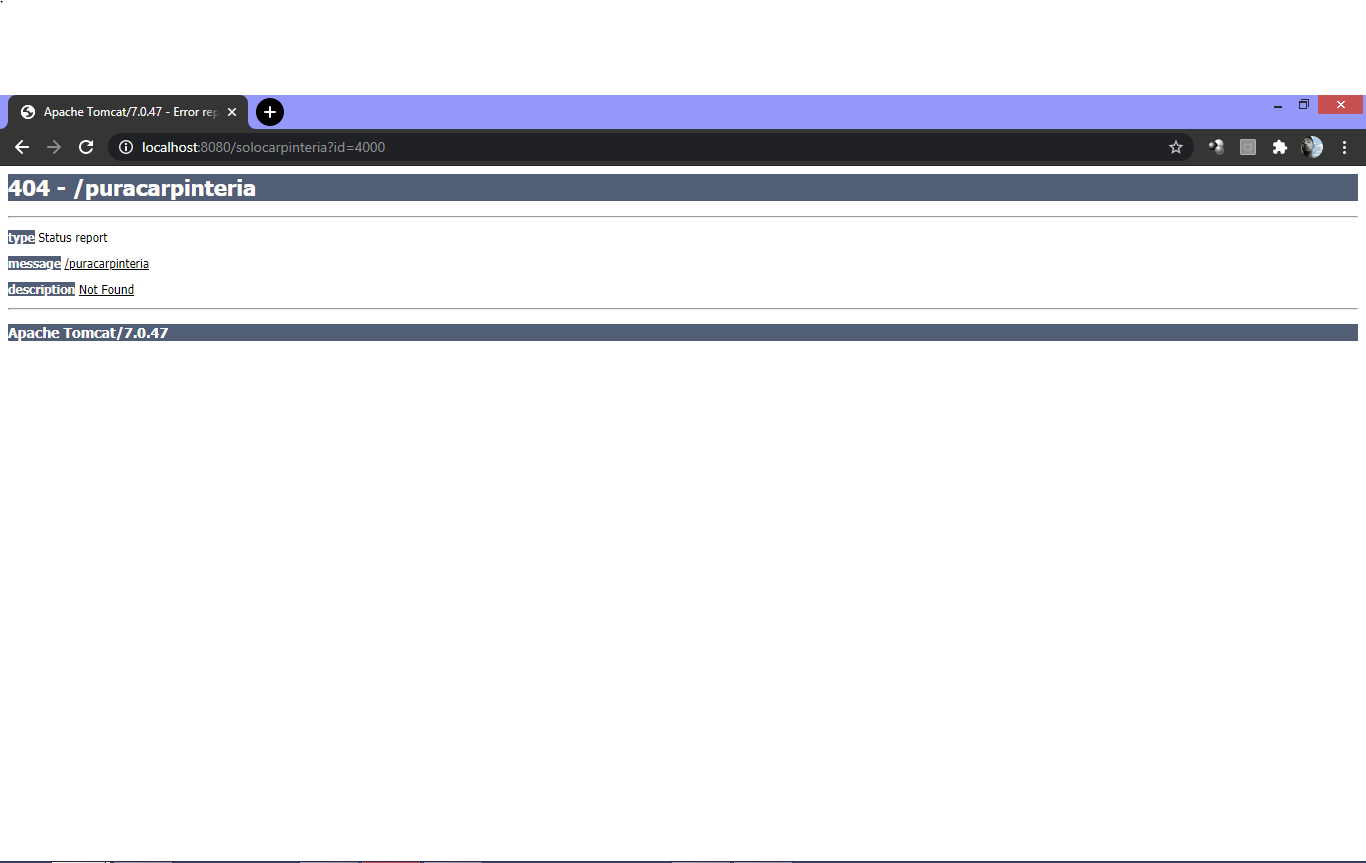 Apache Tomcat/7.0.47 - Error rep
localhost:8080/solocarpinteria?id=4000
404 - /puracarpinteria
type Status report
message /puracarpinteria
description Not Found
Apache Tomcat/7.0.47